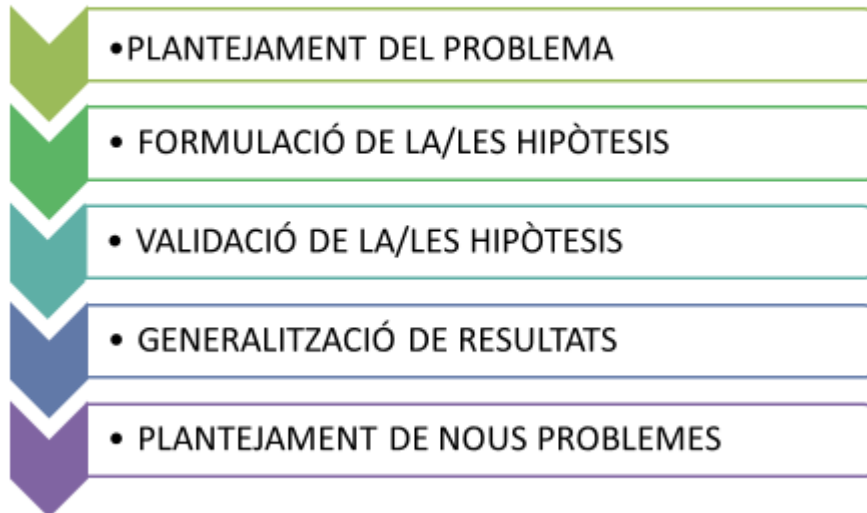 •PLANTEJAMENT DEL PROBLEMA
• FORMULACIÓ DE LA/LES HIPÒTESIS
• VALIDACIÓ DE LA/LES HIPÒTESIS
• GENERALITZACIÓ DE RESULTATS
• PLANTEJAMENT DE NOUS PROBLEMES